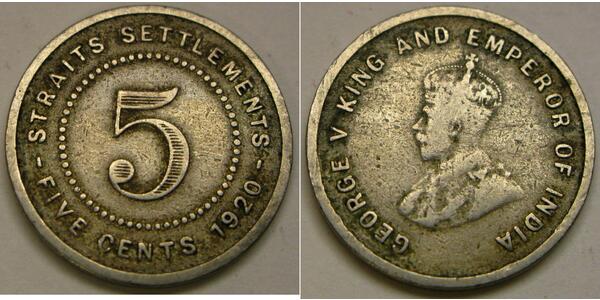 – STRAITS SETTLEMENTS –
5
FIVE CENTS 1920
GEORGE V KING AND EMPEROR OF INDIA